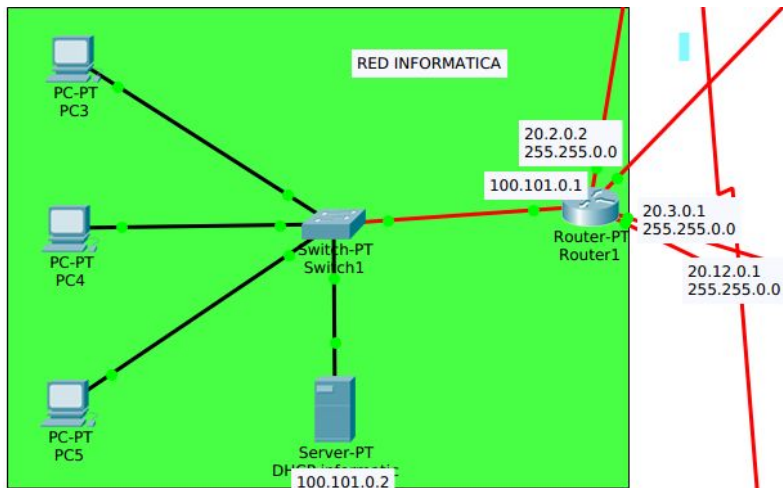 RED INFORMATICA
PC-PT
PC3
20.2.0.2
255.255.0.0
100.101.0.1
20.3.0.1
255.255.0.0
Router-PT
Router1
PC-PT
PC4
Switch-PT
Switch1
20.12.0.1
255.255.0.0
PC-PT
PC5
Server-PT
DHCP informatic
100.101.0.2